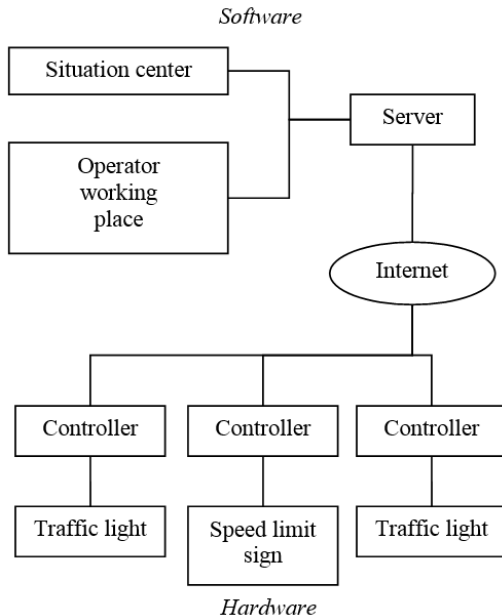 Software
Situation center
Server
Operator
working
place
Internet
Controller
Controller
Controller
Traffic light
Speed limit
sign
Traffic light
Hardware